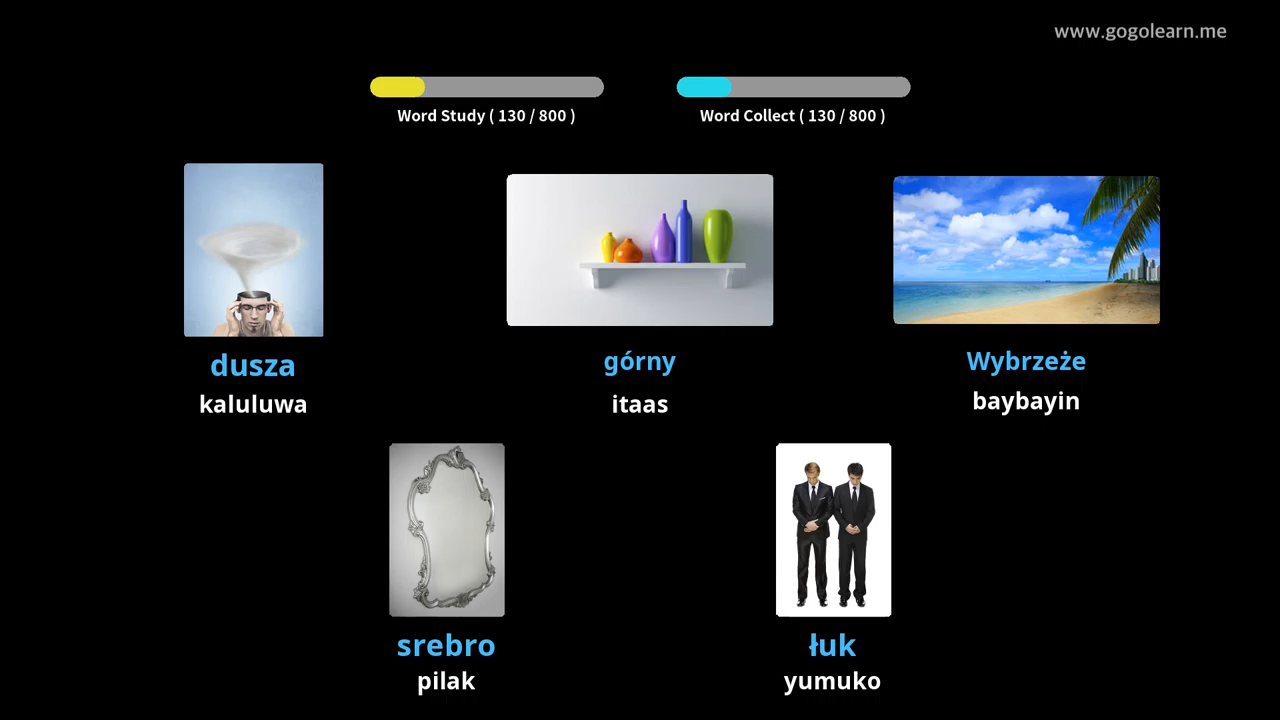 www.gogolearn.me
Word Study ( 130 / 800 )
Word Collect ( 130 / 800 )
dusza
kaluluwa
górny
itaas
Wybrzeże
baybayin
srebro
pilak
łuk
yumuko